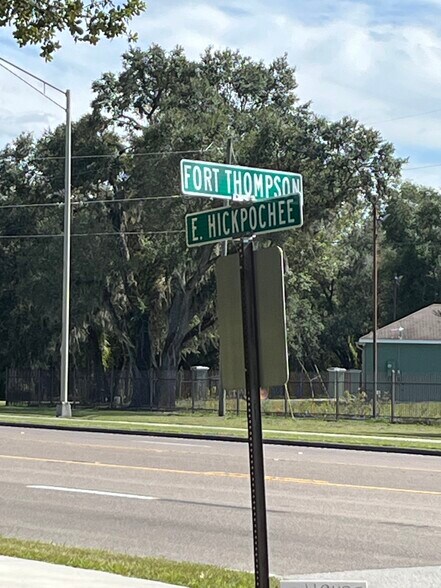 FORT THOMPSON
E. HICKPOCHEE